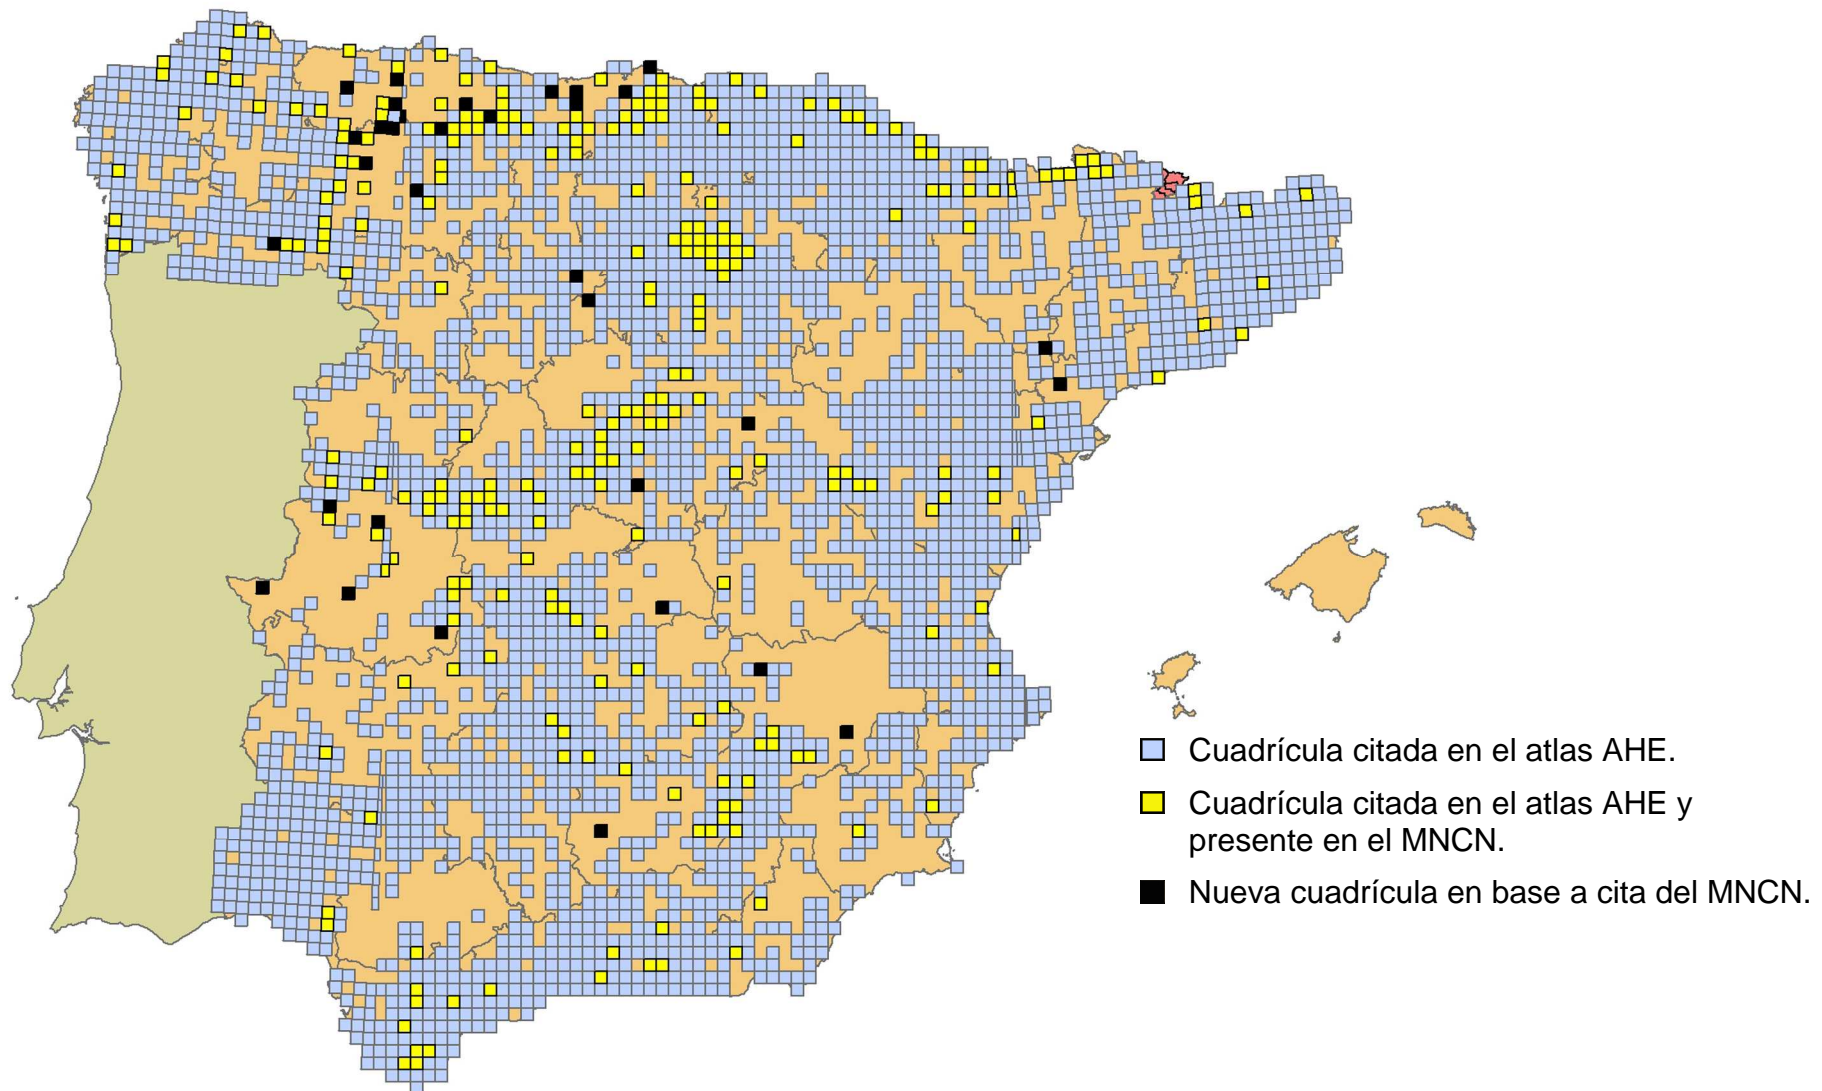 Cuadrícula citada en el atlas AHE.
Cuadrícula citada en el atlas AHE y
presente en el MNCN.
Nueva cuadrícula en base a cita del MNCN.